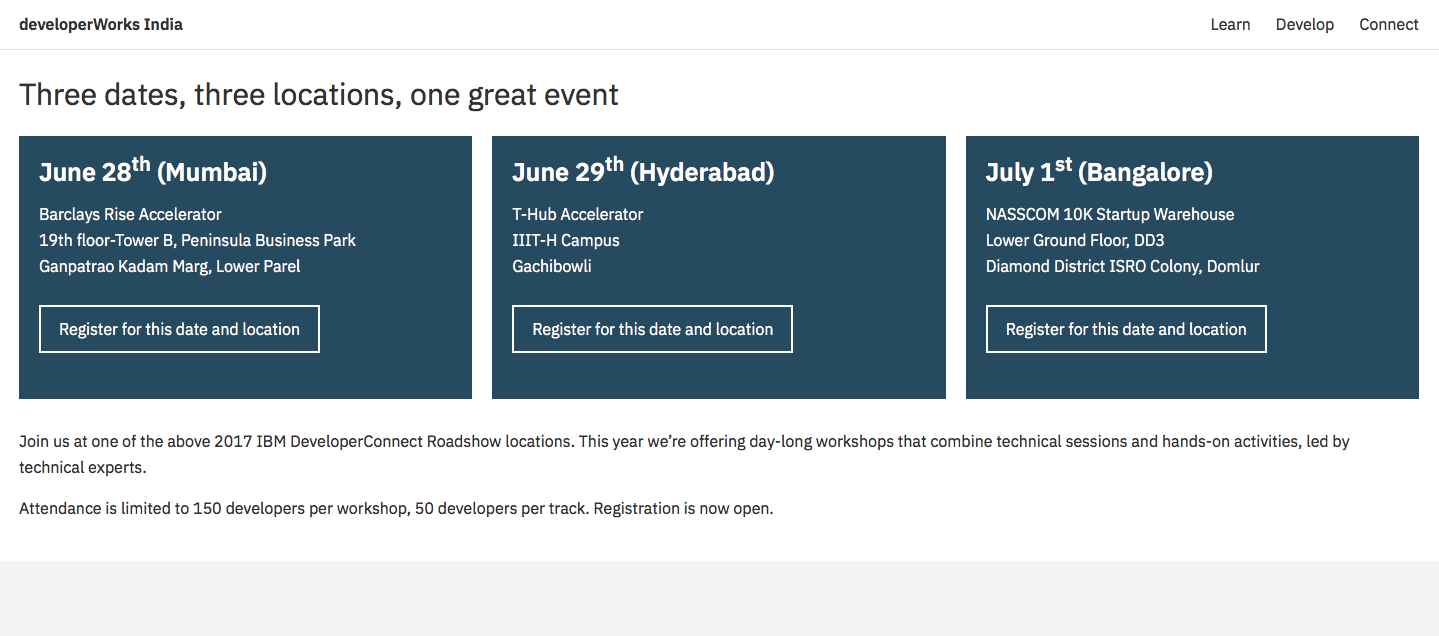 developerWorks India
Learn Develop Connect
Three dates, three locations, one great event
June 28th (Mumbai)
Barclays Rise Accelerator
19th floor-Tower B, Peninsula Business Park
Ganpatrao Kadam Marg, Lower Parel
Register for this date and location
June 29th (Hyderabad)
T-Hub Accelerator
IIIT-H Campus
Gachibowli
Register for this date and location
July 1st (Bangalore)
NASSCOM 10K Startup Warehouse
Lower Ground Floor, DD3
Diamond District ISRO Colony, Domlur
Register for this date and location
Join us at one of the above 2017 IBM DeveloperConnect Roadshow locations. This year we’re offering day-long workshops that combine technical sessions and hands-on activities, led by
technical experts.
Attendance is limited to 150 developers per workshop, 50 developers per track. Registration is now open.